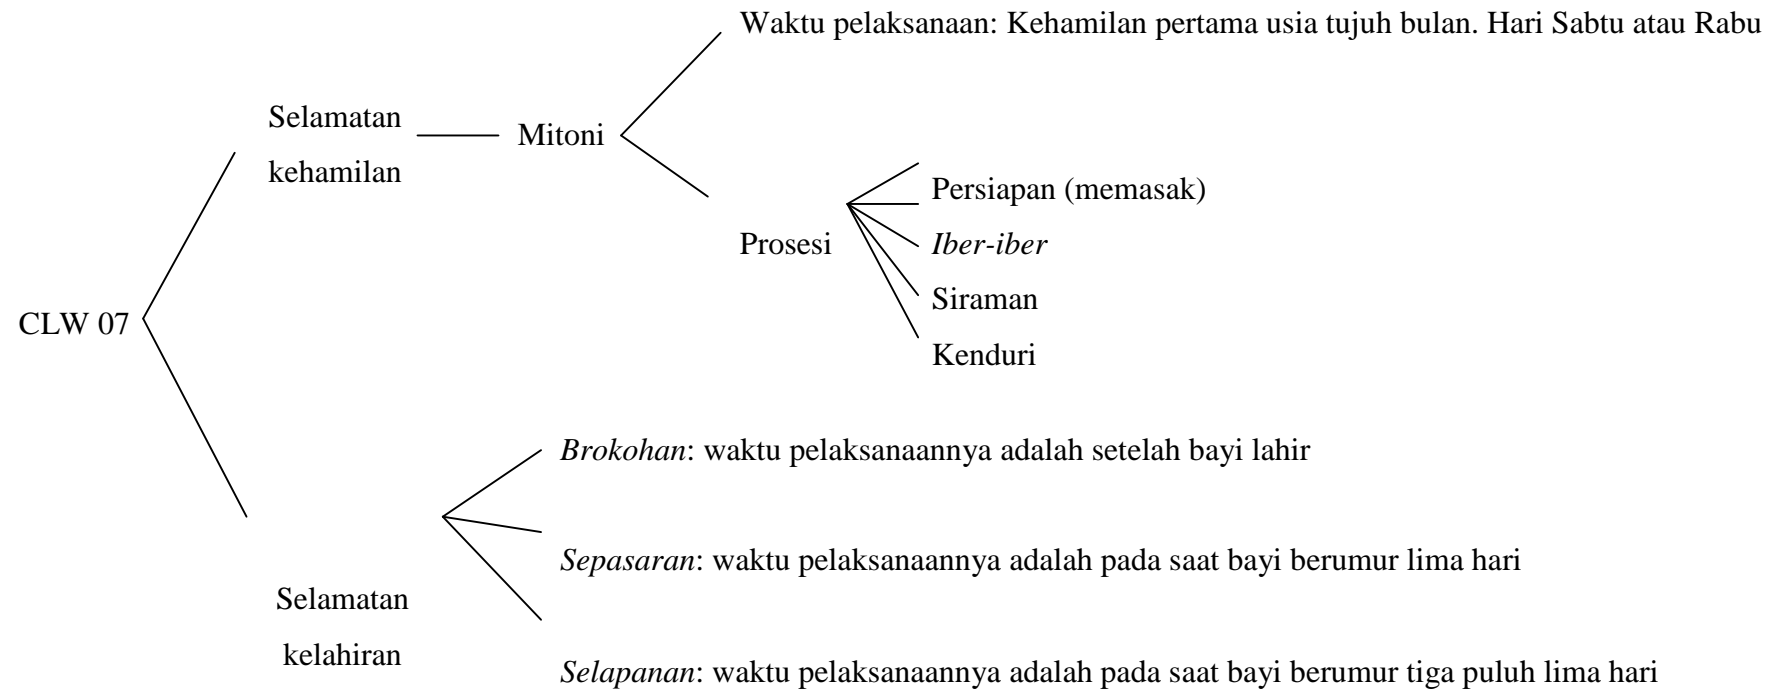 Waktu pelaksanaan: Kehamilan pertama usia tujuh bulan. Hari Sabtu atau Rabu
Selamatan
kehamilan
Mitoni
Persiapan (memasak)
Prosesi
Iber-iber
Siraman
Kenduri
CLW 07
Brokohan: waktu pelaksanaannya adalah setelah bayi lahir
Sepasaran: waktu pelaksanaannya adalah pada saat bayi berumur lima hari
Selamatan
kelahiran
Selapanan: waktu pelaksanaannya adalah pada saat bayi berumur tiga puluh lima hari